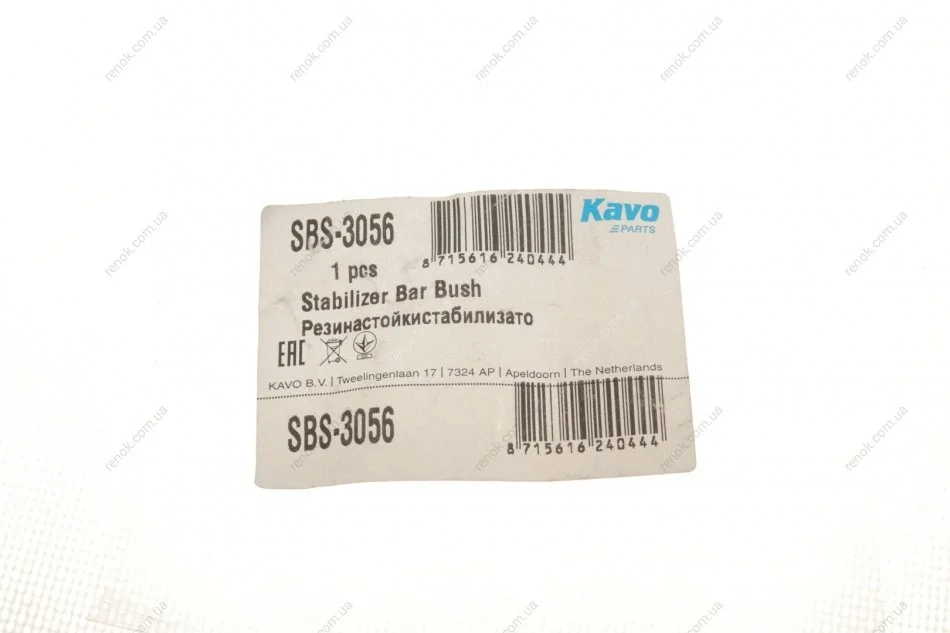 SBS-3056
8 715616 240444
Kavo
PARTS
1 pcs
Stabilizer Bar Bush
Резинастойкистабилизато
EAC
KAVO B.V. | Tweelingenlaan 17 | 7324 AP | Apeldoorn | The Netherlands
SBS-3056
8 715616 240444
renok.com.ua